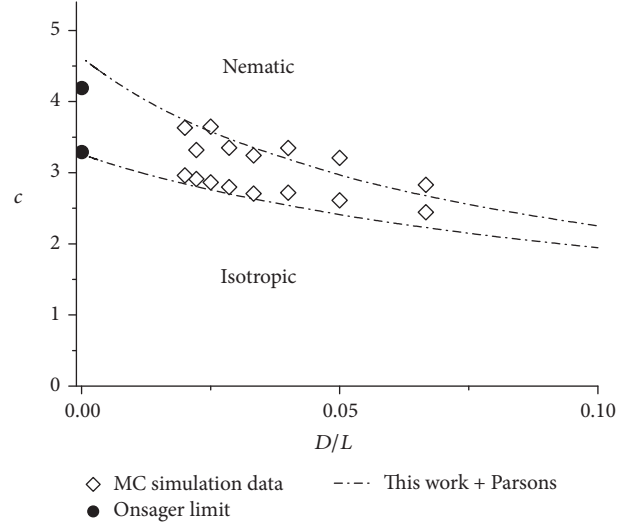 5
Nematic
4
3
c
2
Isotropic
1
0
0.00 0.05 0.10
D/L
MC simulation data This work + Parsons
Onsager limit